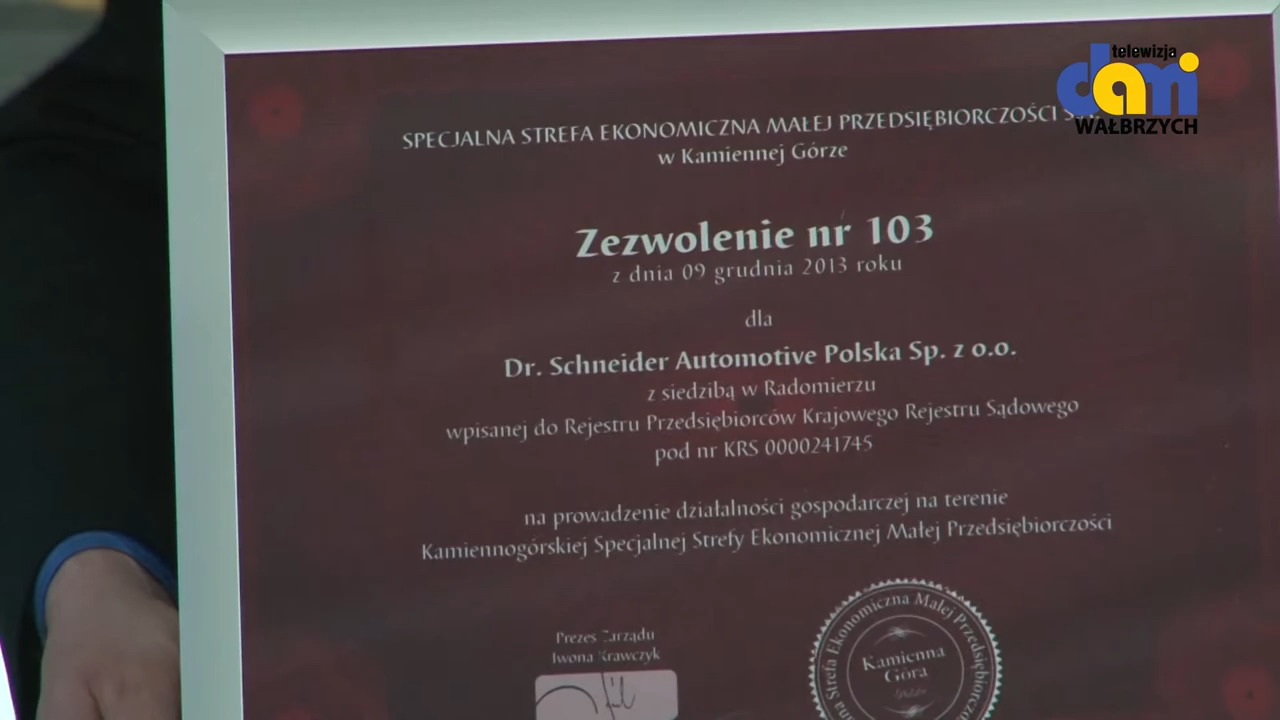 telewizja
dami
WAŁBRZYCH
SPECJALNA STREFA EKONOMICZNA MAŁEJ PRZEDSIĘBIORCZOŚCI
w Kamiennej Górze
Zezwolenie nr 103
z dnia 09 grudnia 2013 roku
dla
Dr. Schneider Automotive Polska Sp. z o.o.
z siedzibą w Radomierzu
wpisanej do Rejestru Przedsiębiorców Krajowego Rejestru Sądowego
pod nr KRS 0000241745
na prowadzenie działalności gospodarczej na terenie
Kamiennogórskiej Specjalnej Strefy Ekonomicznej Małej Przedsiębiorczości
Prezes Zarządu
Iwona Krawczyk
Strefa Ekonomiczna Małej Przedsiębiorczo
Kamienna
Góra